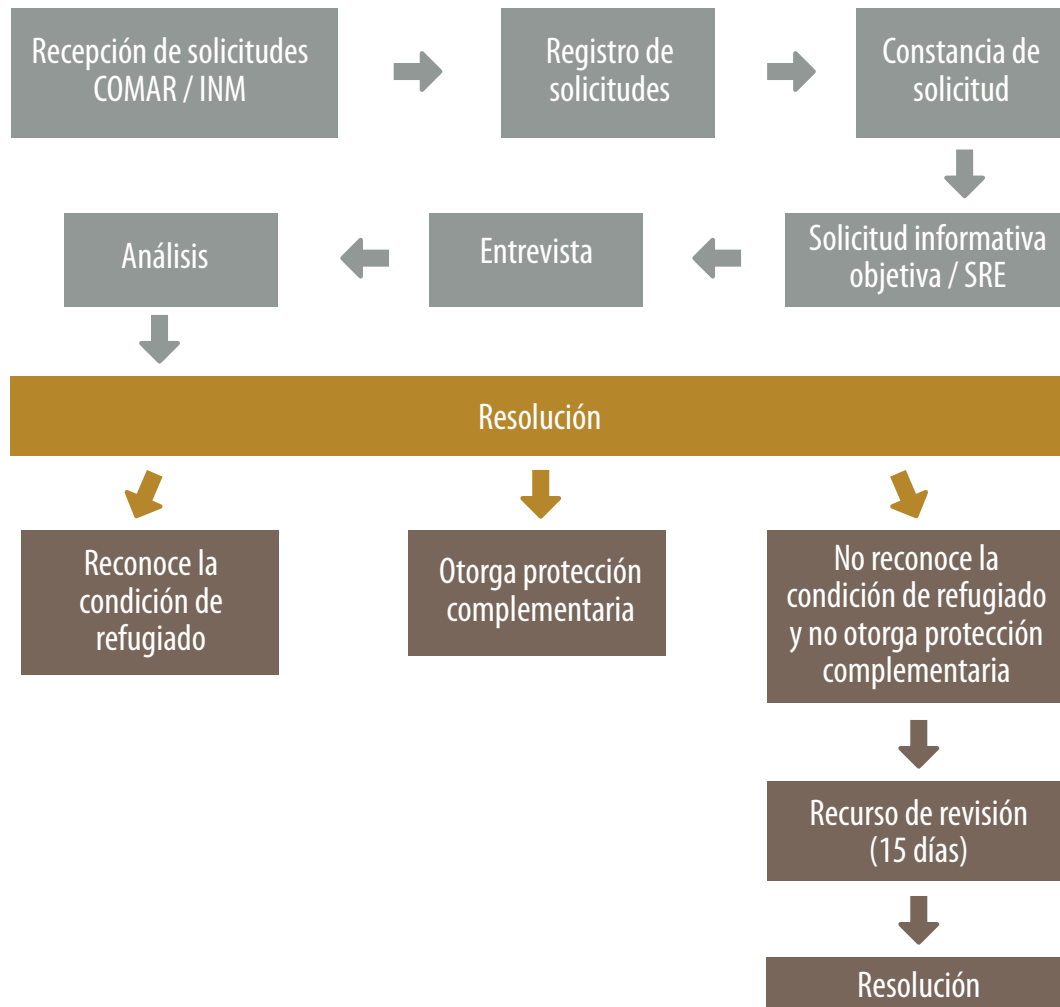 Recepción de solicitudes
COMAR / INM
Registro de
solicitudes
Constancia de
solicitud
Solicitud informativa
objetiva / SRE
Entrevista
Análisis
Resolución
Reconoce la
condición de
refugiado
Otorga protección
complementaria
No reconoce la
condición de refugiado
y no otorga protección
complementaria
Recurso de revisión
(15 días)
Resolución